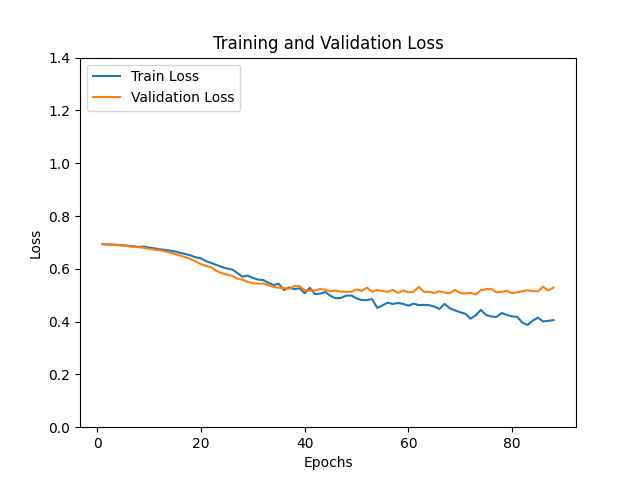 Training and Validation Loss
Train Loss
Validation Loss
Loss
1.4
1.2
1.0
0.8
0.6
0.4
0.2
0.0
0 20 40 60 80
Epochs